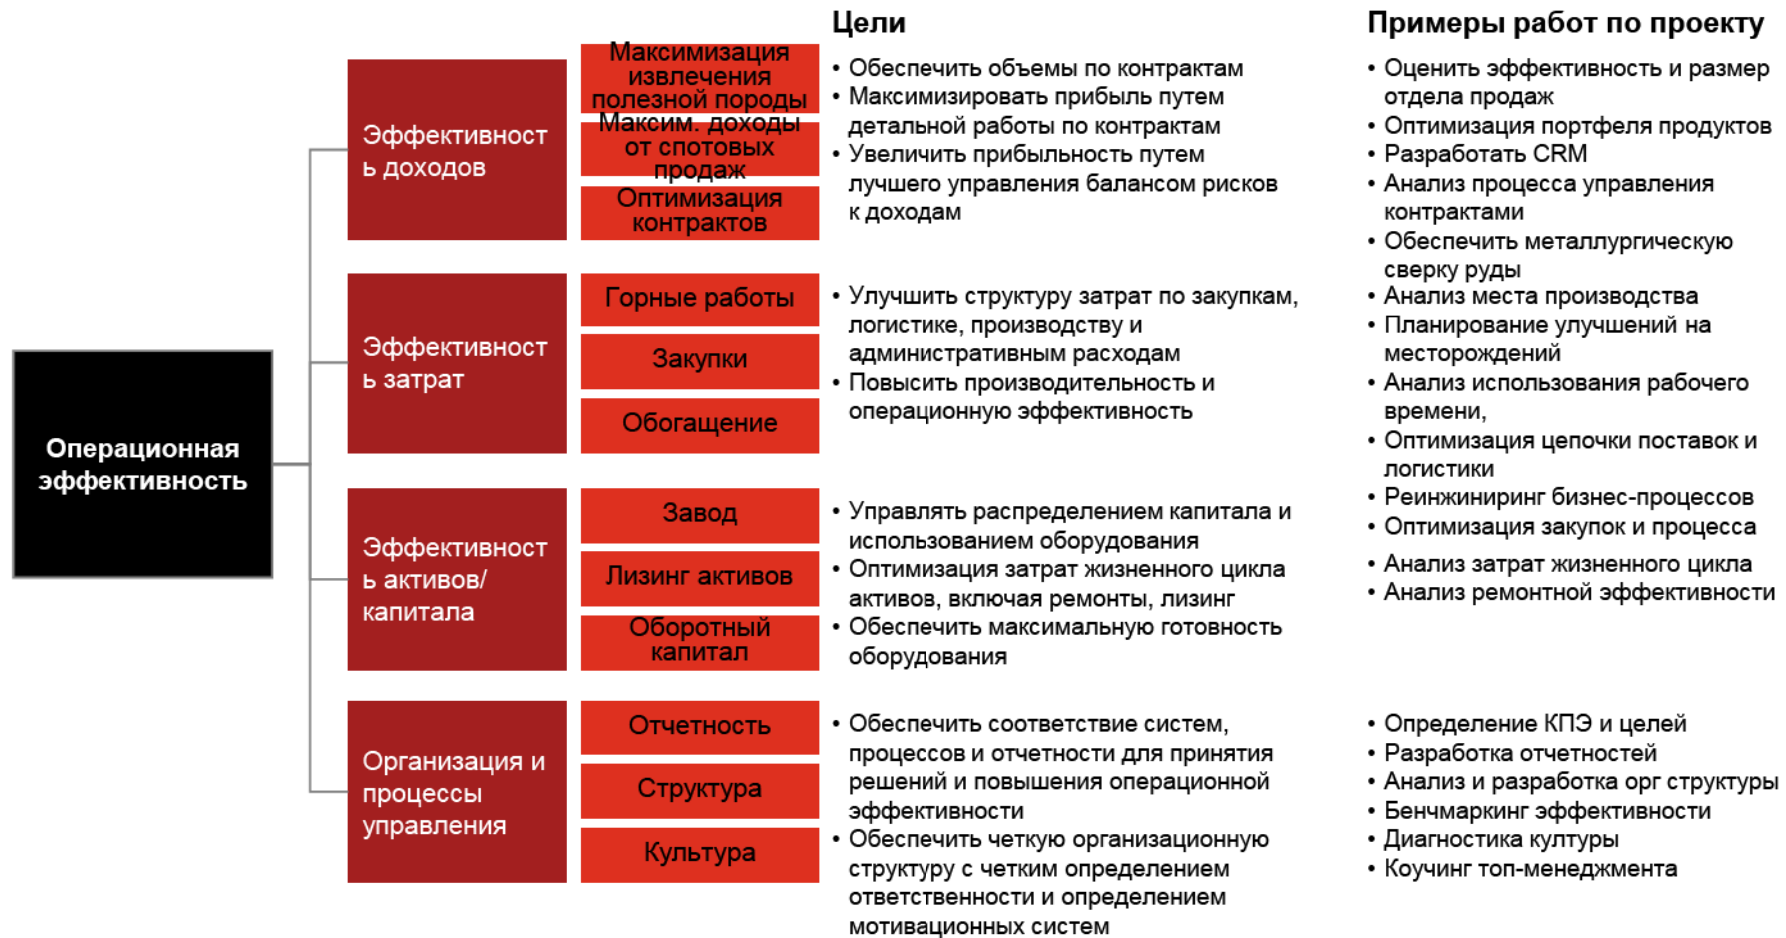 Цели
Примеры работ по проекту
Операционная
эффективность
Эффективност
ь доходов
Максимизация
извлечения
полезной породы
Максим. доходы
от спотовых
продаж
Оптимизация
контрактов
• Обеспечить объемы по контрактам
• Максимизировать прибыль путем
детальной работы по контрактам
• Увеличить прибыльность путем
лучшего управления балансом рисков
к доходам
• Оценить эффективность и размер
отдела продаж
• Оптимизация портфеля продуктов
• Разработать CRM
• Анализ процесса управления
контрактами
• Обеспечить металлургическую
сверку руды
Эффективност
ь затрат
Горные работы
Закупки
Обогащение
• Улучшить структуру затрат по закупкам,
логистике, производству и
административным расходам
• Повысить производительность и
операционную эффективность
• Анализ места производства
• Планирование улучшений на
месторождений
• Анализ использования рабочего
времени,
• Оптимизация цепочки поставок и
логистики
• Реинжиниринг бизнес-процессов
• Оптимизация закупок и процесса
Эффективност
ь активов/
капитала
Завод
Лизинг активов
Оборотный
капитал
• Управлять распределением капитала и
использованием оборудования
• Оптимизация затрат жизненного цикла
активов, включая ремонты, лизинг
• Обеспечить максимальную готовность
оборудования
• Анализ затрат жизненного цикла
• Анализ ремонтной эффективности
Организация и
процессы
управления
Отчетность
Структура
Культура
• Обеспечить соответствие систем,
процессов и отчетности для принятия
решений и повышения операционной
эффективности
• Обеспечить четкую организационную
структуру с четким определением
ответственности и определением
мотивационных систем
• Определение КПЭ и целей
• Разработка отчетностей
• Анализ и разработка орг структуры
• Бенчмаркинг эффективности
• Диагностика културы
• Коучинг топ-менеджмента